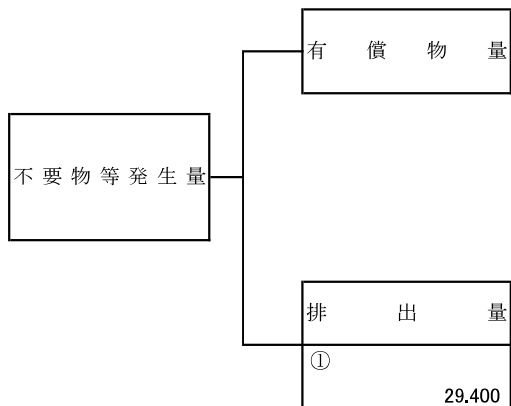 有償物量
不要物等発生量
排出量
①
29.400